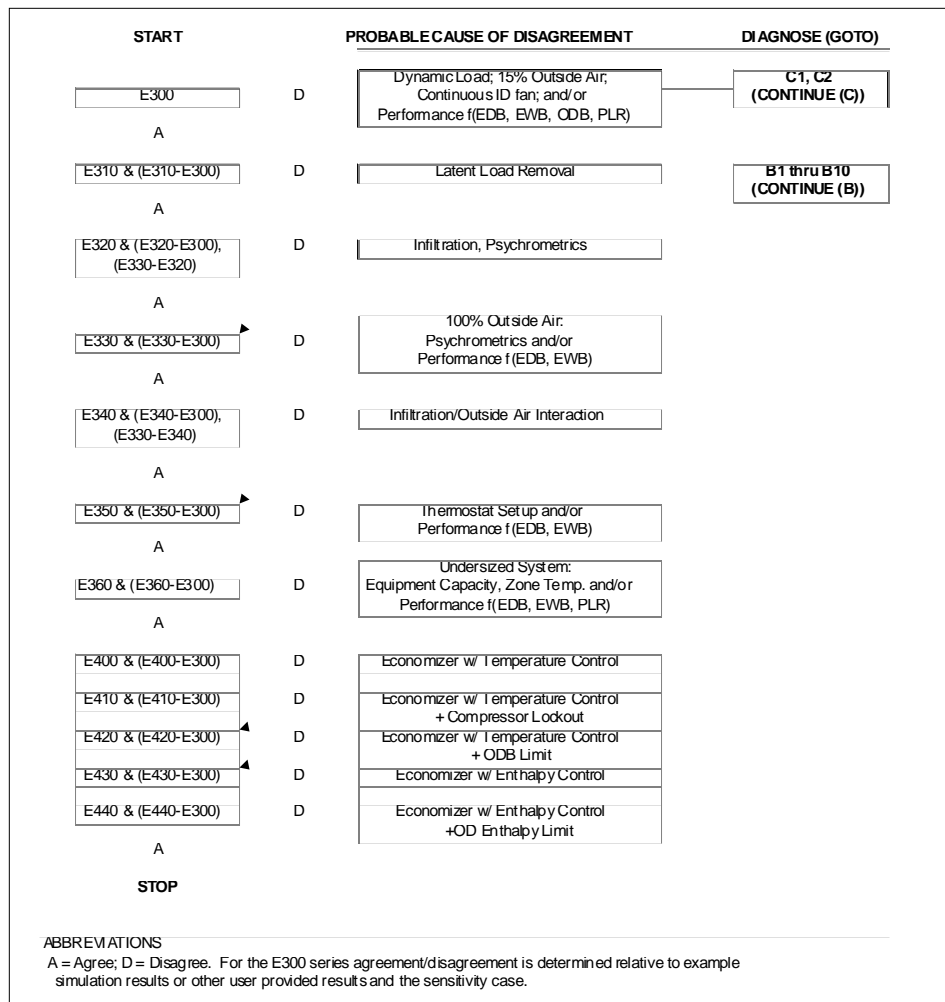 START PROBABLE CAUSE OF DISAGREEMENT DIAGNOSE (GOTO)
E300 D Dynamic Load; 15% Outside Air; C1, C2
Continuous ID fan; and/or (CONTINUE (C))
Performance f(EDB, EWB, ODB, PLR)
A
E310 & (E310-E300) D Latent Load Removal B1 thru B10
(CONTINUE (B))
A
E320 & (E320-E300), D Infiltration, Psychrometrics
(E330-E320)
A
100% Outside Air:
E330 & (E330-E300) D Psychrometrics and/or
Performance f(EDB, EWB)
A
E340 & (E340-E300), D Infiltration/Outside Air Interaction
(E330-E340)
A
E350 & (E350-E300) D Thermostat Setup and/or
Performance f(EDB, EWB)
A
Undersized System:
E360 & (E360-E300) D Equipment Capacity, Zone Temp. and/or
Performance f(EDB, EWB, PLR)
A
E400 & (E400-E300) D Economizer w/ Temperature Control
E410 & (E410-E300) D Economizer w/ Temperature Control
+ Compressor Lockout
E420 & (E420-E300) D Economizer w/ Temperature Control
+ ODB Limit
E430 & (E430-E300) D Economizer w/ Enthalpy Control
E440 & (E440-E300) D Economizer w/ Enthalpy Control
+OD Enthalpy Limit
A
STOP
ABBREVIATIONS
A = Agree; D = Disagree. For the E300 series agreement/disagreement is determined relative to example
simulation results or other user provided results and the sensitivity case.